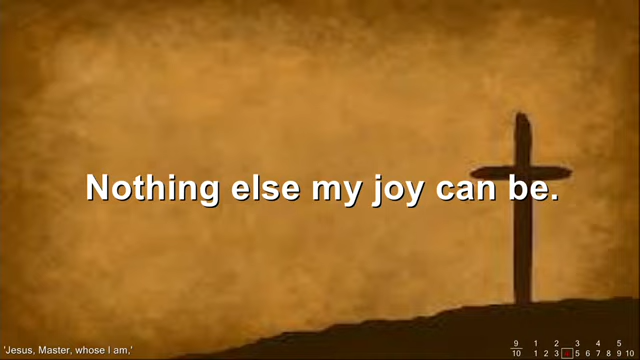 Nothing else my joy can be.
'Jesus, Master, whose I am,'
9 1 2 3 4 5
10 1 2 3 5 6 7 8 9 10